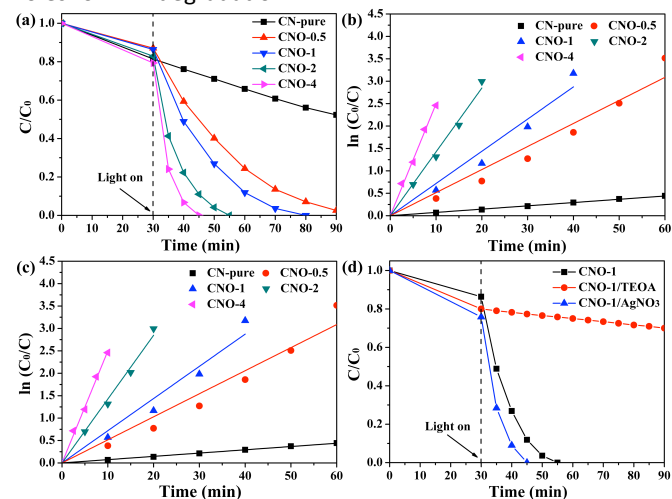 (a)
CN-pure
CNO-0.5
CNO-1
CNO-2
CNO-4
Light on
C/C0
1.0
0.8
0.6
0.4
0.2
0.0
0 10 20 30 40 50 60 70 80 90
Time (min)
(b)
CN-pure CNO-0.5
CNO-1 CNO-2
CNO-4
ln (C0/C)
4.5
4.0
3.5
3.0
2.5
2.0
1.5
1.0
0.5
0.0
0 10 20 30 40 50 60
Time (min)
(c)
CN-pure CNO-0.5
CNO-1 CNO-2
CNO-4
ln (C0/C)
4.5
4.0
3.5
3.0
2.5
2.0
1.5
1.0
0.5
0.0
0 10 20 30 40 50 60
Time (min)
(d)
CNO-1
CNO-1/TEOA
CNO-1/AgNO3
Light on
C/C0
1.0
0.8
0.6
0.4
0.2
0.0
0 10 20 30 40 50 60 70 80 90
Time (min)